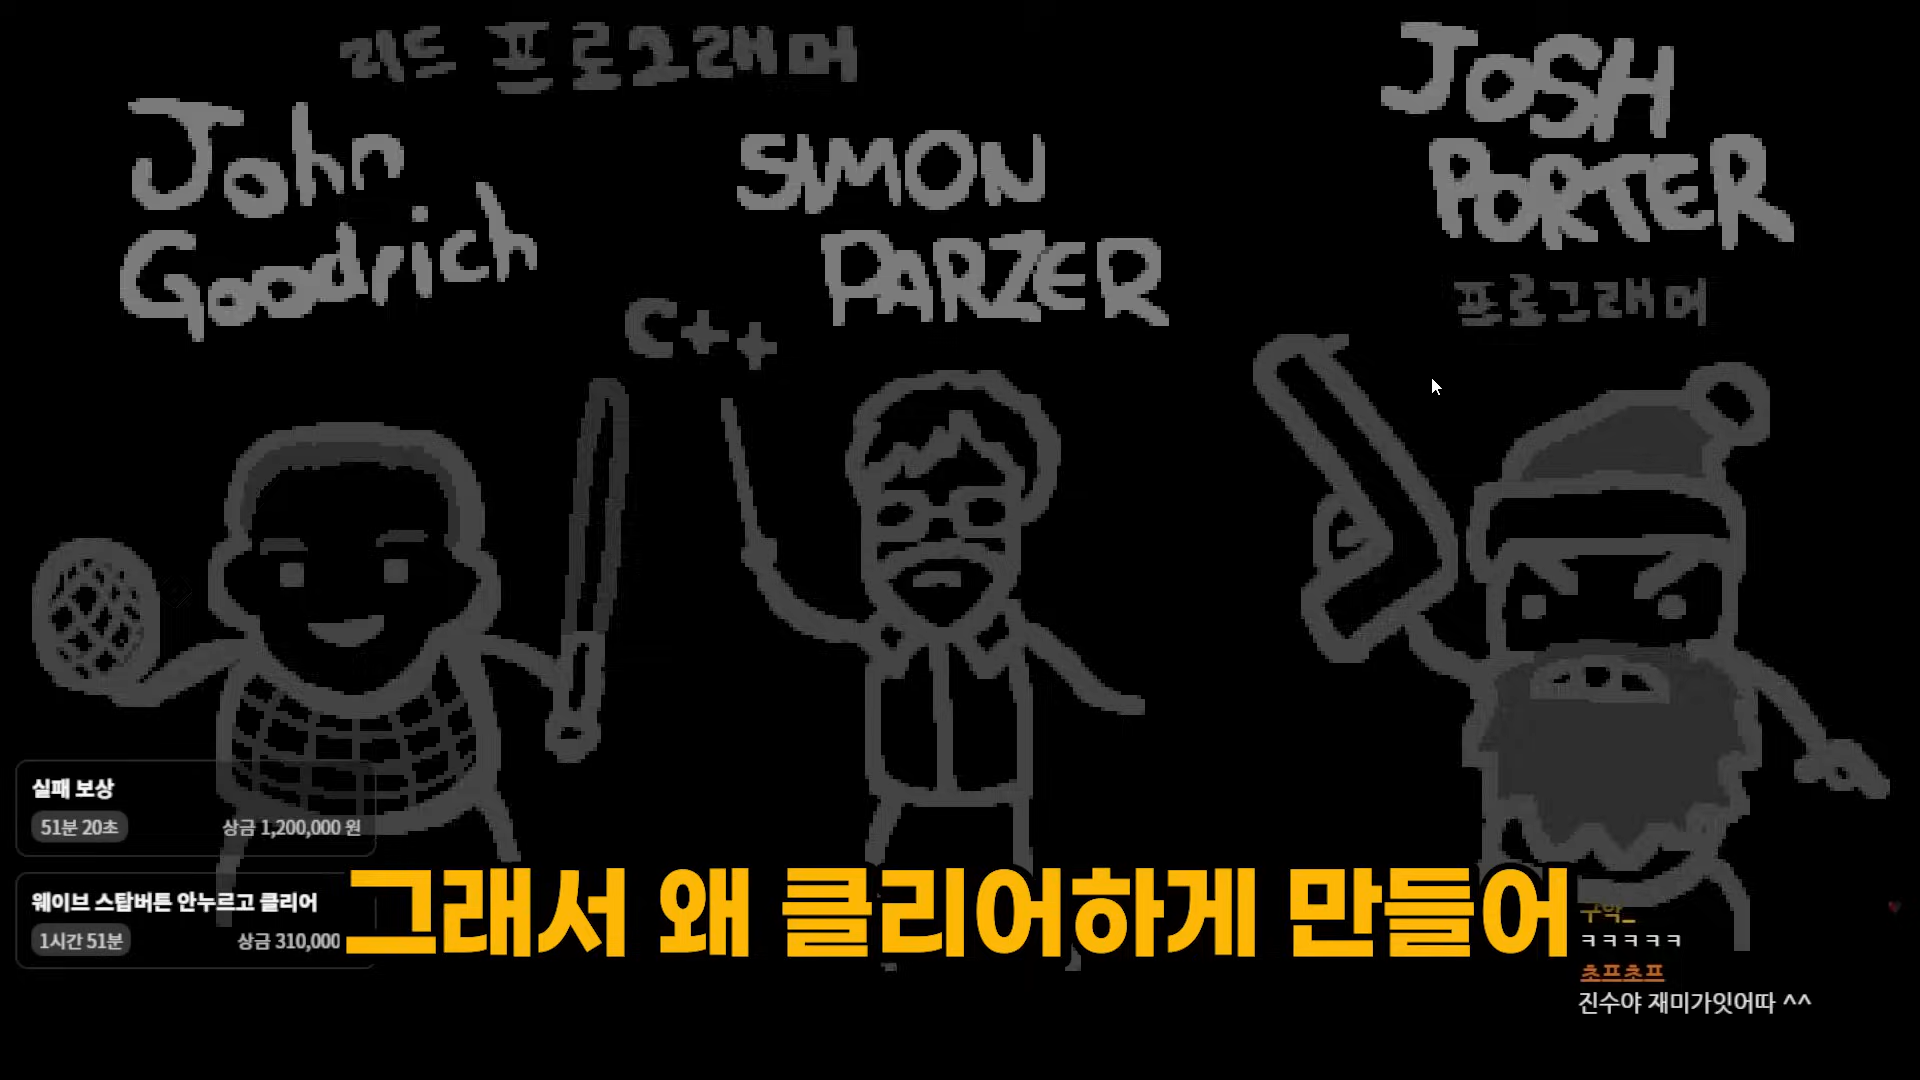 리드 프로그래머
John
Goodrich
SIMON
PARZER
C++
JOSH
PORTER
프로그래머
실패 보상
51분 20초
상금 1,200,000 원
웨이브 스탑버튼 안누르고 클리어
1시간 51분
상금 310,000
그래서 왜 클리어하게 만들어
구악_
ㅋㅋㅋㅋㅋ
초프초프
진수야 재미가잇어따 ^^